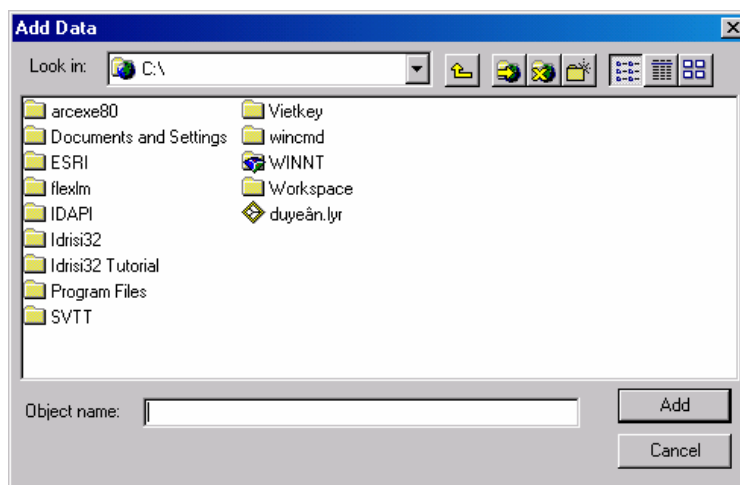 Add Data
Look in: C:\
arcexe80
Documents and Settings
ESRI
flexlm
IDAPI
Idrisi32
Idrisi32 Tutorial
Program Files
SVTT
Vietkey
wincmd
WINNT
Workspace
duyeân.lyr
Object name:
Add
Cancel